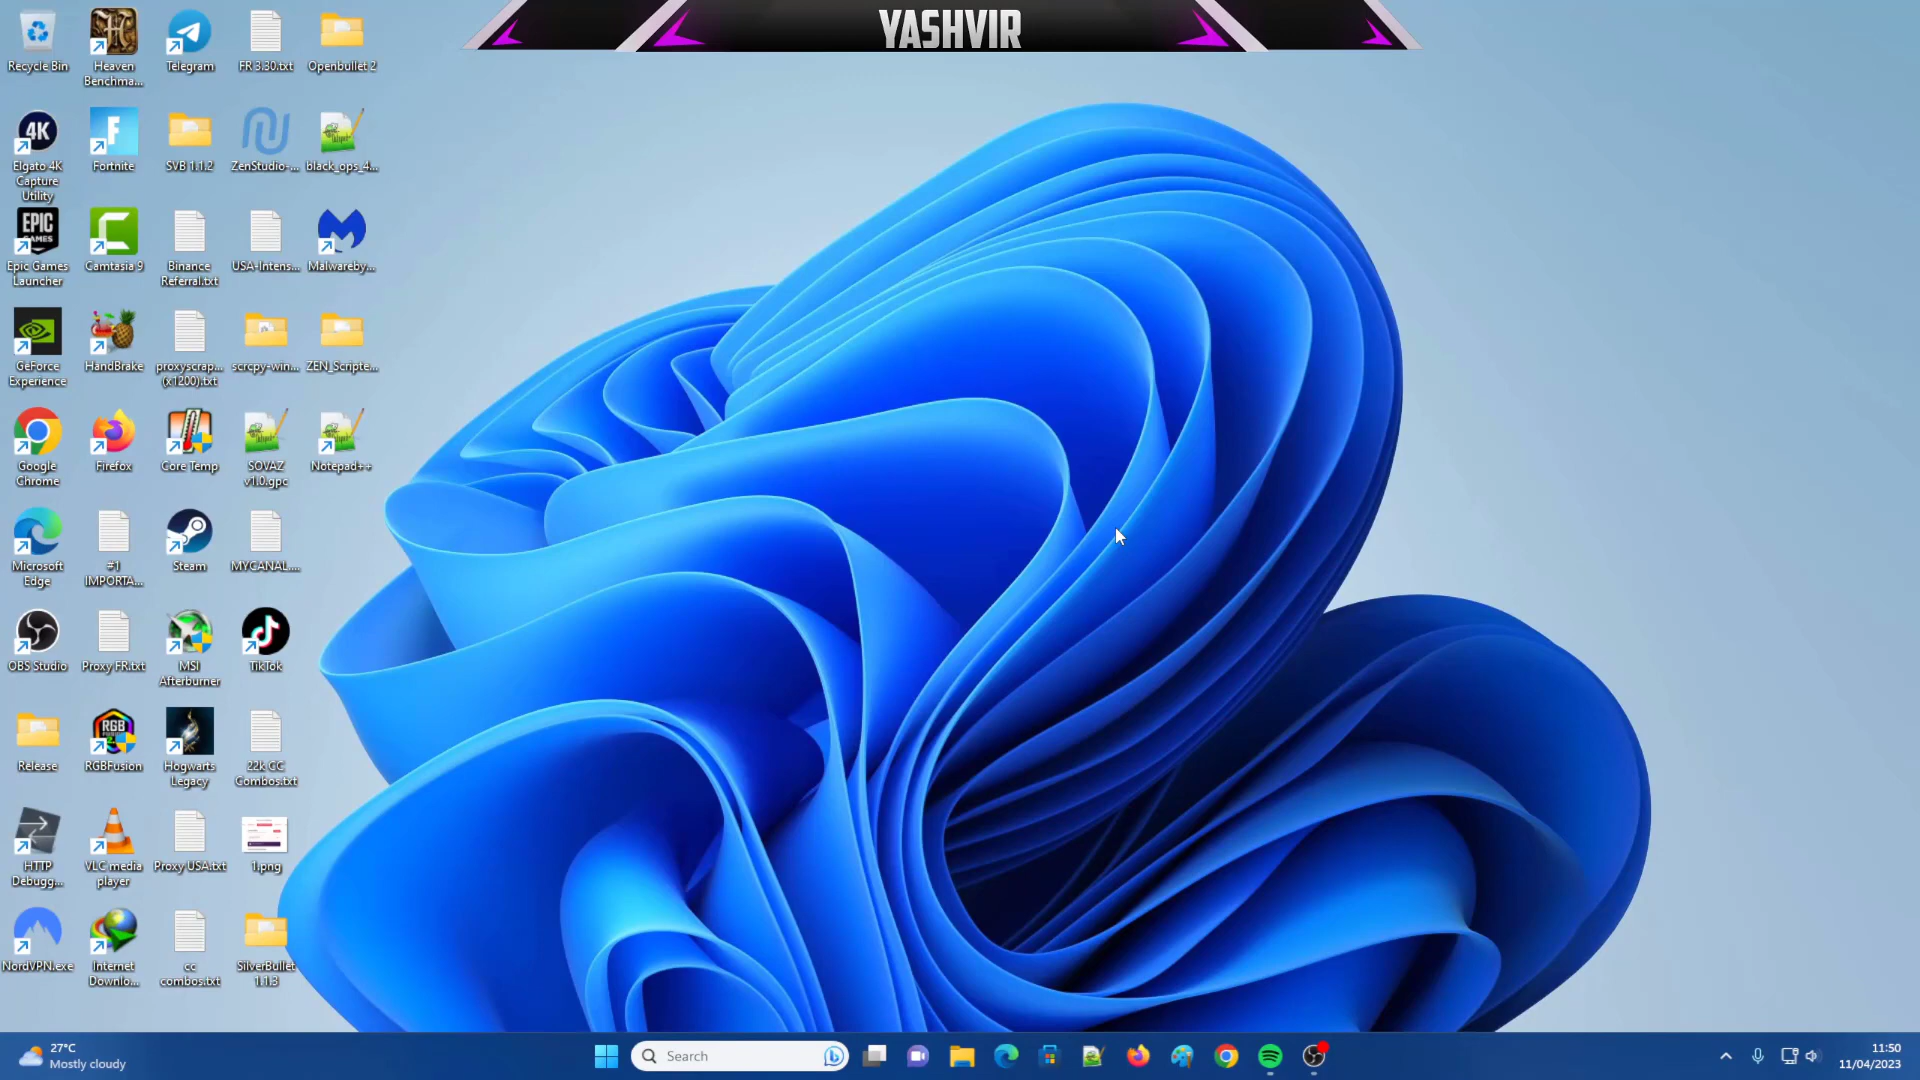 YASHVIR
Recycle Bin
Heaven
Benchma...
Telegram
FR 3.30.txt
Openbullet 2
4K
Elgato 4K
Capture
Utility
F
Fortnite
SVB 1.1.2
ZenStudio-...
black_ops_4...
EPIC
GAMES
Epic Games
Launcher
Camtasia 9
Binance
Referral.txt
USA-Intens...
Malwareby...
GeForce
Experience
HandBrake
proxyscrap...
(x1200).txt
scrcpy-win...
ZEN_Scripte...
Google
Chrome
Firefox
Core Temp
SOVAZ
v1.0.gpc
Notepad++
Microsoft
Edge
#1
IMPORTA...
Steam
MYCANAL....
OBS Studio
Proxy FR.txt
MSI
Afterburner
TikTok
Release
RGB
RGBFusion
Hogwarts
Legacy
22k CC
Combos.txt
HTTP
Debugg...
VLC media
player
Proxy USA.txt
1.png
NordVPN.exe
Internet
Downlo...
cc
combos.txt
SilverBullet
1.1.3
27°C
Mostly cloudy
Search
11:50
11/04/2023